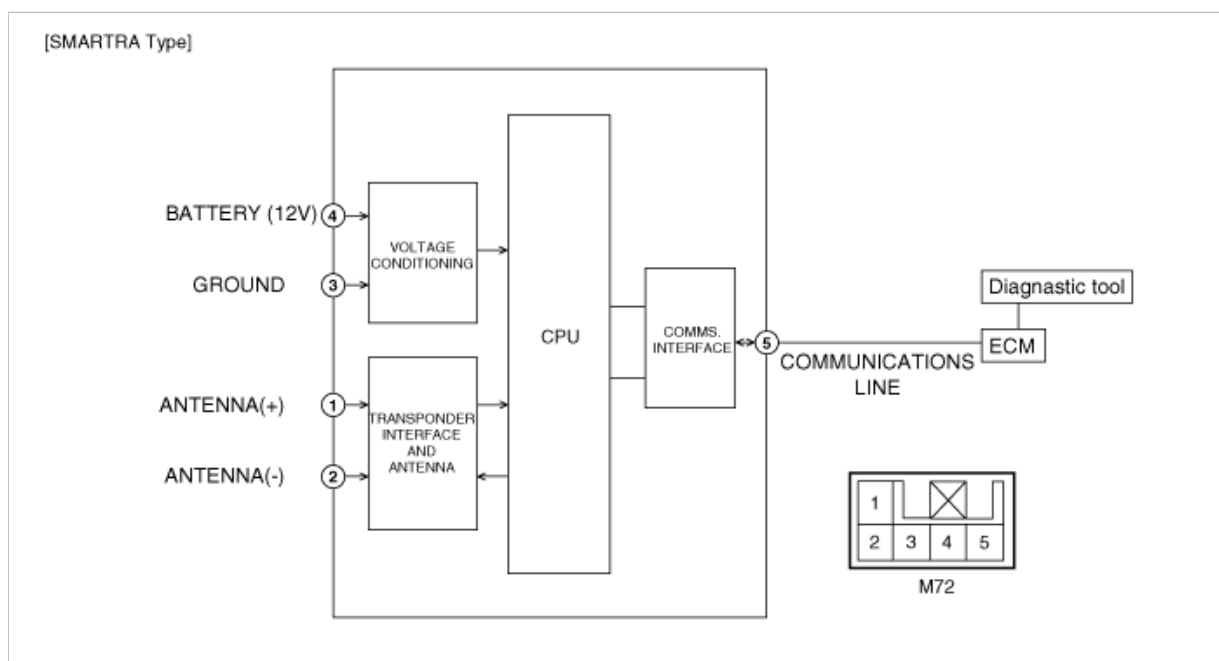 [SMARTRA Type]
BATTERY (12V)
4
VOLTAGE
CONDITIONING
GROUND
3
CPU
COMMS.
INTERFACE
5
COMMUNICATIONS
LINE
Diagnastic tool
ECM
ANTENNA(+)
1
TRANSPONDER
INTERFACE
AND
ANTENNA
ANTENNA(-)
2
1
2 3 4 5
M72